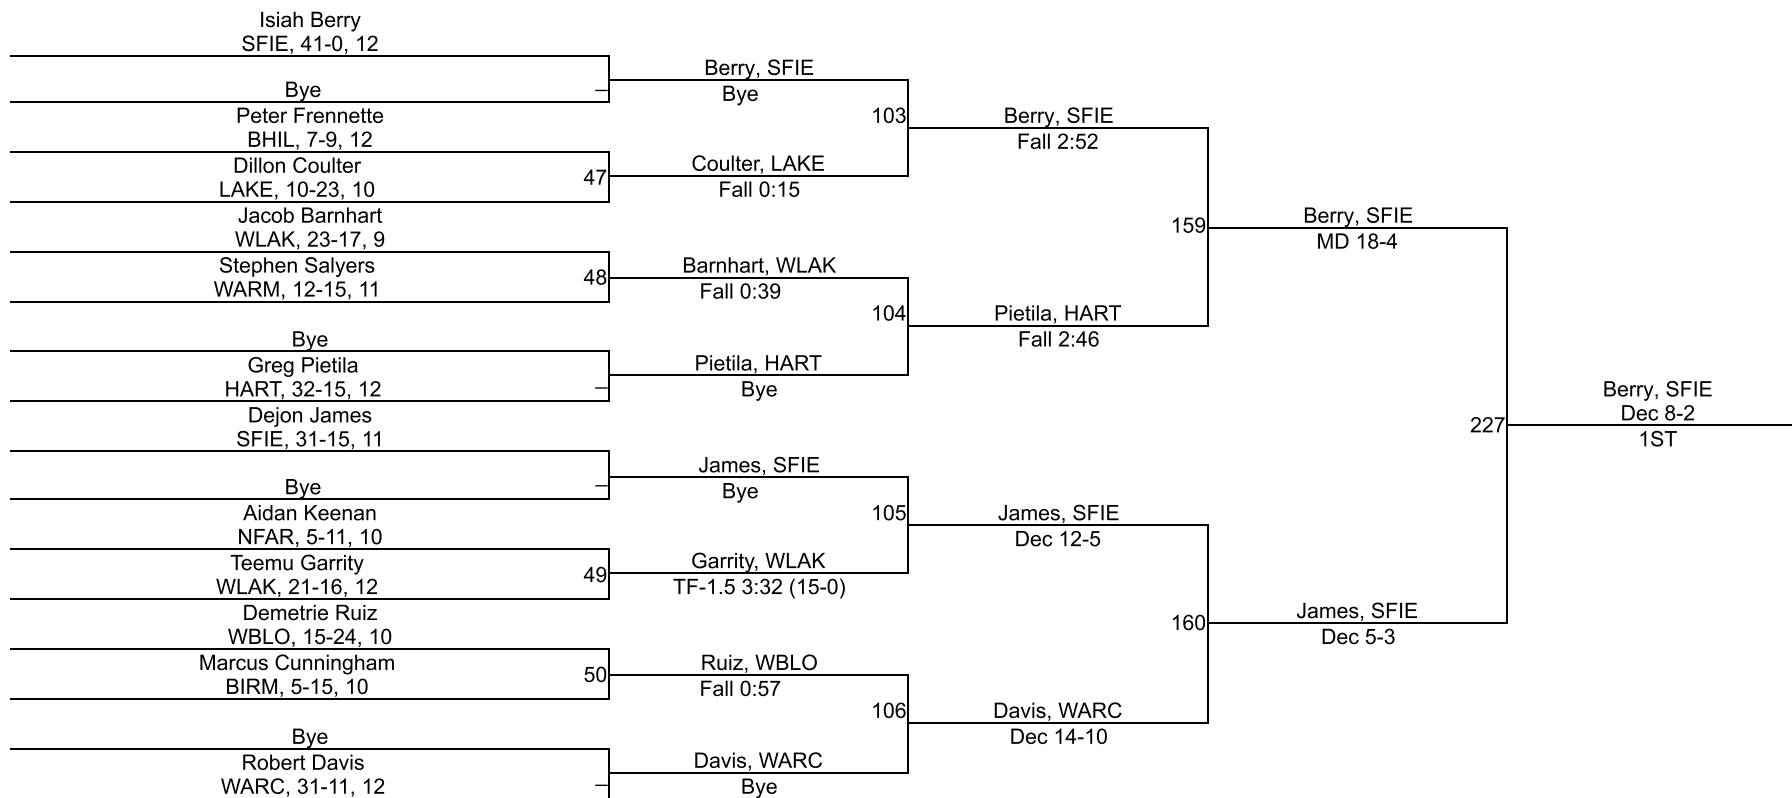 Isiah Berry
SFIE, 41-0, 12
Bye
Peter Frennette
BHIL, 7-9, 12
Dillon Coulter
LAKE, 10-23, 10
Jacob Barnhart
WLAK, 23-17, 9
Stephen Salyers
WARM, 12-15, 11
Bye
Greg Pietila
HART, 32-15, 12
Dejon James
SFIE, 31-15, 11
Bye
Aidan Keenan
NFAR, 5-11, 10
Teemu Garrity
WLAK, 21-16, 12
Demetrie Ruiz
WBLO, 15-24, 10
Marcus Cunningham
BIRM, 5-15, 10
Bye
Robert Davis
WARC, 31-11, 12
–
47
48
–
–
49
50
–
Berry, SFIE
Bye
Coulter, LAKE
Fall 0:15
Barnhart, WLAK
Fall 0:39
Pietila, HART
Bye
James, SFIE
Bye
Garrity, WLAK
TF-1.5 3:32 (15-0)
Ruiz, WBLO
Fall 0:57
Davis, WARC
Bye
103
104
105
106
Berry, SFIE
Fall 2:52
Pietila, HART
Fall 2:46
James, SFIE
Dec 12-5
Davis, WARC
Dec 14-10
159
160
Berry, SFIE
MD 18-4
James, SFIE
Dec 5-3
227
Berry, SFIE
Dec 8-2
1ST